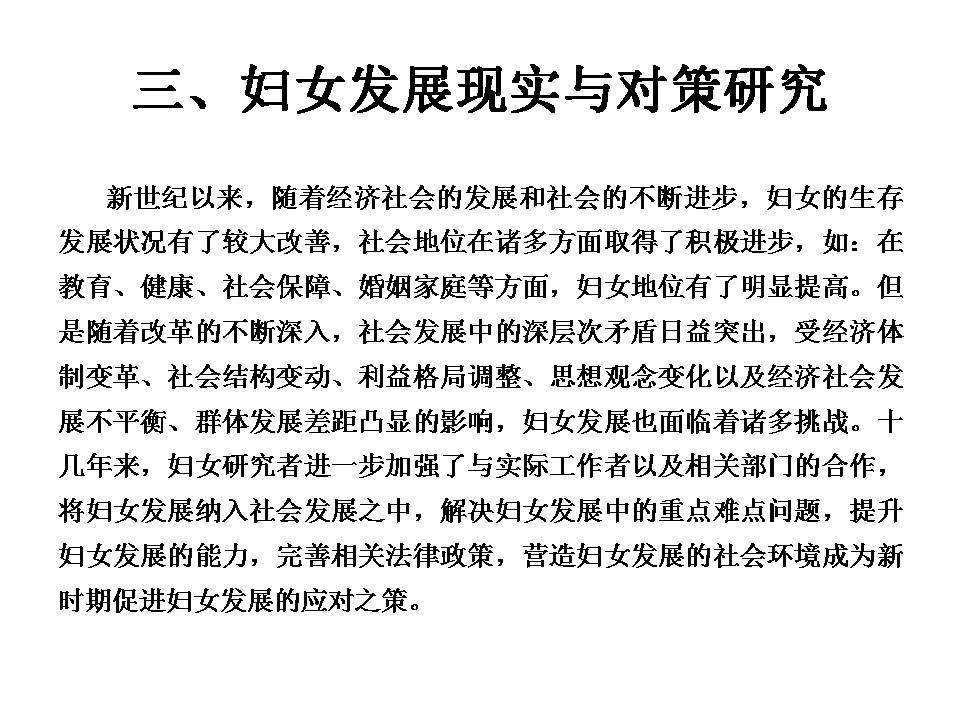 三、妇女发展现实与对策研究
新世纪以来，随着经济社会的发展和社会的不断进步，妇女的生存
发展状况有了较大改善，社会地位在诸多方面取得了积极进步，如：在
教育、健康、社会保障、婚姻家庭等方面，妇女地位有了明显提高。但
是随着改革的不断深入，社会发展中的深层次矛盾日益突出，受经济体
制变革、社会结构变动、利益格局调整、思想观念变化以及经济社会发
展不平衡、群体发展差距凸显的影响，妇女发展也面临着诸多挑战。十
几年来，妇女研究者进一步加强了与实际工作者以及相关部门的合作，
将妇女发展纳入社会发展之中，解决妇女发展中的重点难点问题，提升
妇女发展的能力，完善相关法律政策，营造妇女发展的社会环境成为新
时期促进妇女发展的应对之策。